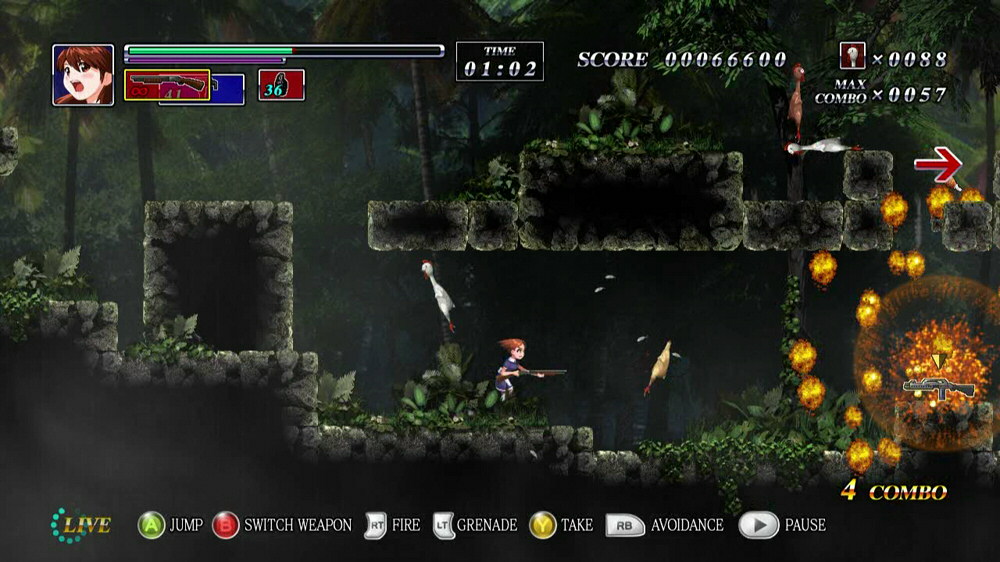 TIME
01:02
SCORE 00066600
×0088
MAX
COMBO ×0057
∞
41
36
4 COMBO
LIVE
A JUMP B SWITCH WEAPON RT FIRE LT GRENADE Y TAKE RB AVOIDANCE PAUSE